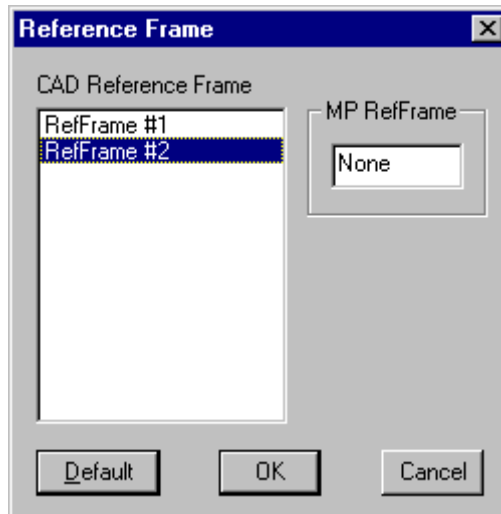 Reference Frame
CAD Reference Frame
RefFrame #1
RefFrame #2
MP RefFrame
None
Default
OK
Cancel